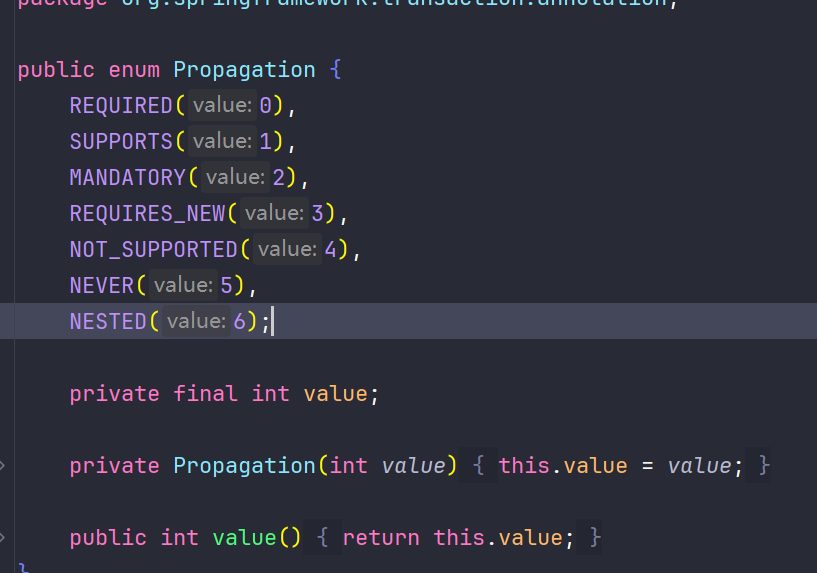 package org.springframework.transaction.annotation;
public enum Propagation {
REQUIRED( value: 0),
SUPPORTS( value: 1),
MANDATORY( value: 2),
REQUIRES_NEW( value: 3),
NOT_SUPPORTED( value: 4),
NEVER( value: 5),
NESTED( value: 6);
private final int value;
private Propagation(int value) { this.value = value; }
public int value() { return this.value; }
}